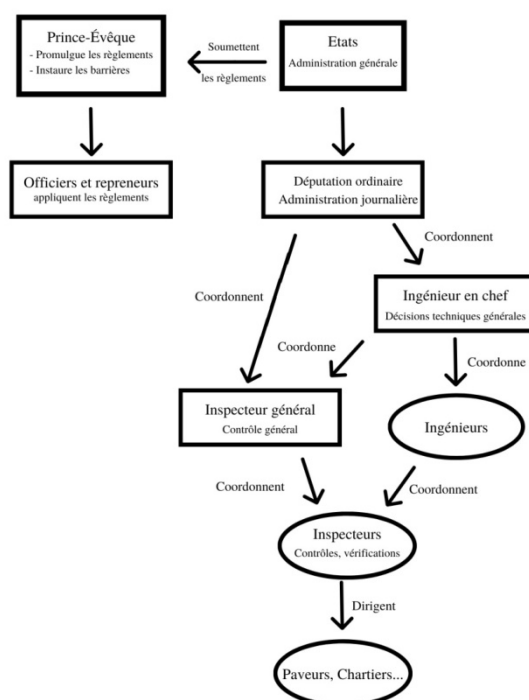 Prince-Évêque
- Promulgue les règlements
- Instaure les barrières
Soumettent
les règlements
Etats
Administration générale
Officiers et repreneurs
appliquent les règlements
Députation ordinaire
Administration journalière
Coordonnent
Coordonnent
Ingénieur en chef
Décisions techniques générales
Coordonne
Coordonne
Inspecteur général
Contrôle général
Ingénieurs
Coordonnent
Coordonnent
Inspecteurs
Contrôles, vérifications
Dirigent
Paveurs, Chartiers...